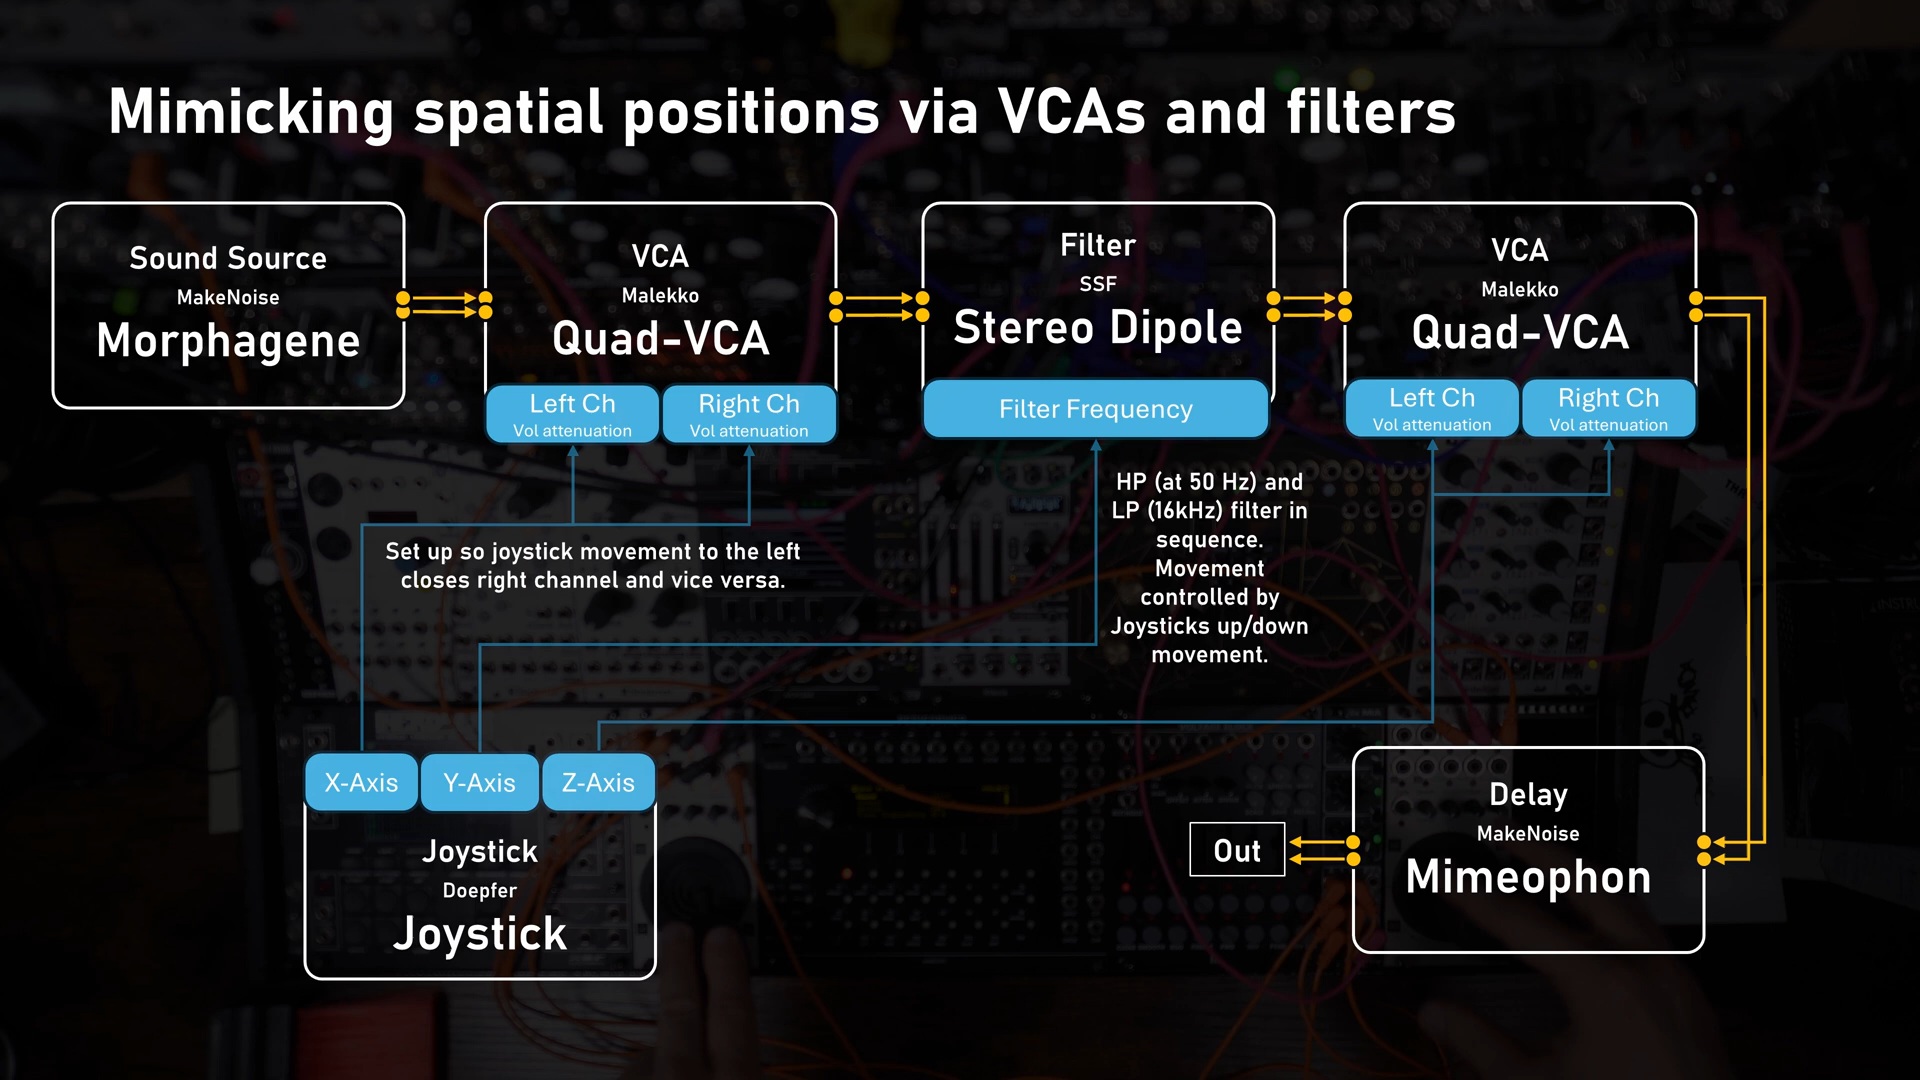 Mimicking spatial positions via VCAs and filters
Sound Source
MakeNoise
Morphagene
VCA
Malekko
Quad-VCA
Left Ch
Vol attenuation
Right Ch
Vol attenuation
Filter
SSF
Stereo Dipole
Filter Frequency
VCA
Malekko
Quad-VCA
Left Ch
Vol attenuation
Right Ch
Vol attenuation
Set up so joystick movement to the left
closes right channel and vice versa.
HP (at 50 Hz) and
LP (16kHz) filter in
sequence.
Movement
controlled by
Joysticks up/down
movement.
X-Axis
Y-Axis
Z-Axis
Joystick
Doepfer
Joystick
Out
Delay
MakeNoise
Mimeophon